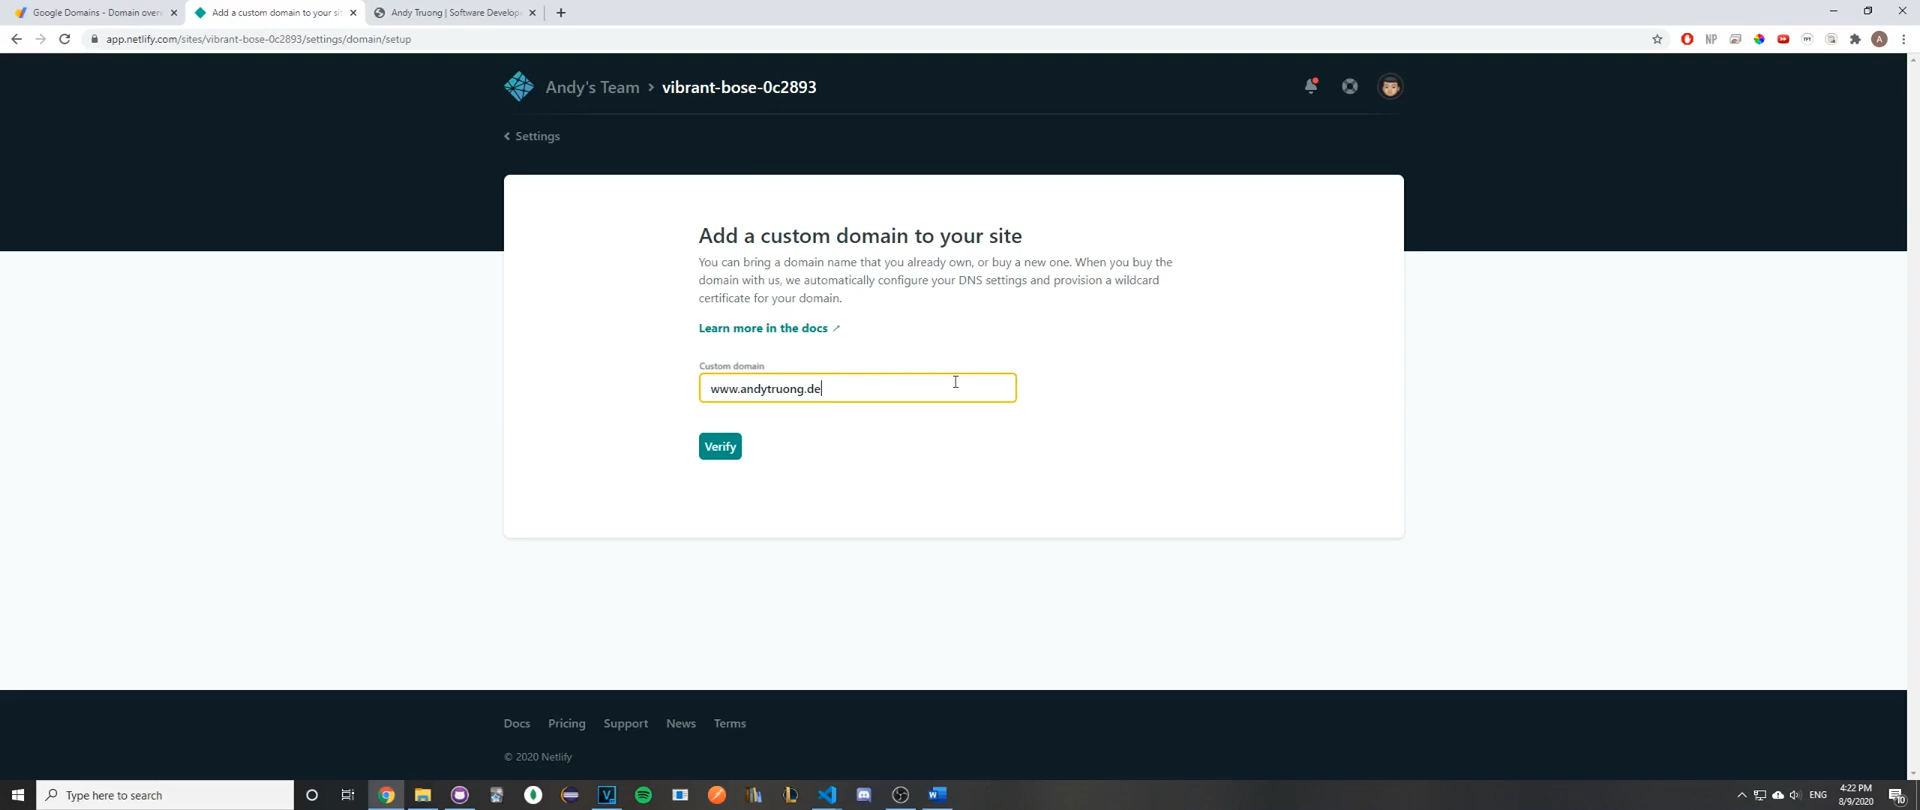 Google Domains - Domain over
Add a custom domain to your sit
Andy Truong | Software Develop
app.netlify.com/sites/vibrant-bose-0c2893/settings/domain/setup
NP
A
Andy's Team > vibrant-bose-0c2893
Settings
Add a custom domain to your site
You can bring a domain name that you already own, or buy a new one. When you buy the
domain with us, we automatically configure your DNS settings and provision a wildcard
certificate for your domain.
Learn more in the docs
Custom domain
www.andytruong.de
Verify
Docs Pricing Support News Terms
© 2020 Netlify
Type here to search
ENG
4:22 PM
8/9/2020
10